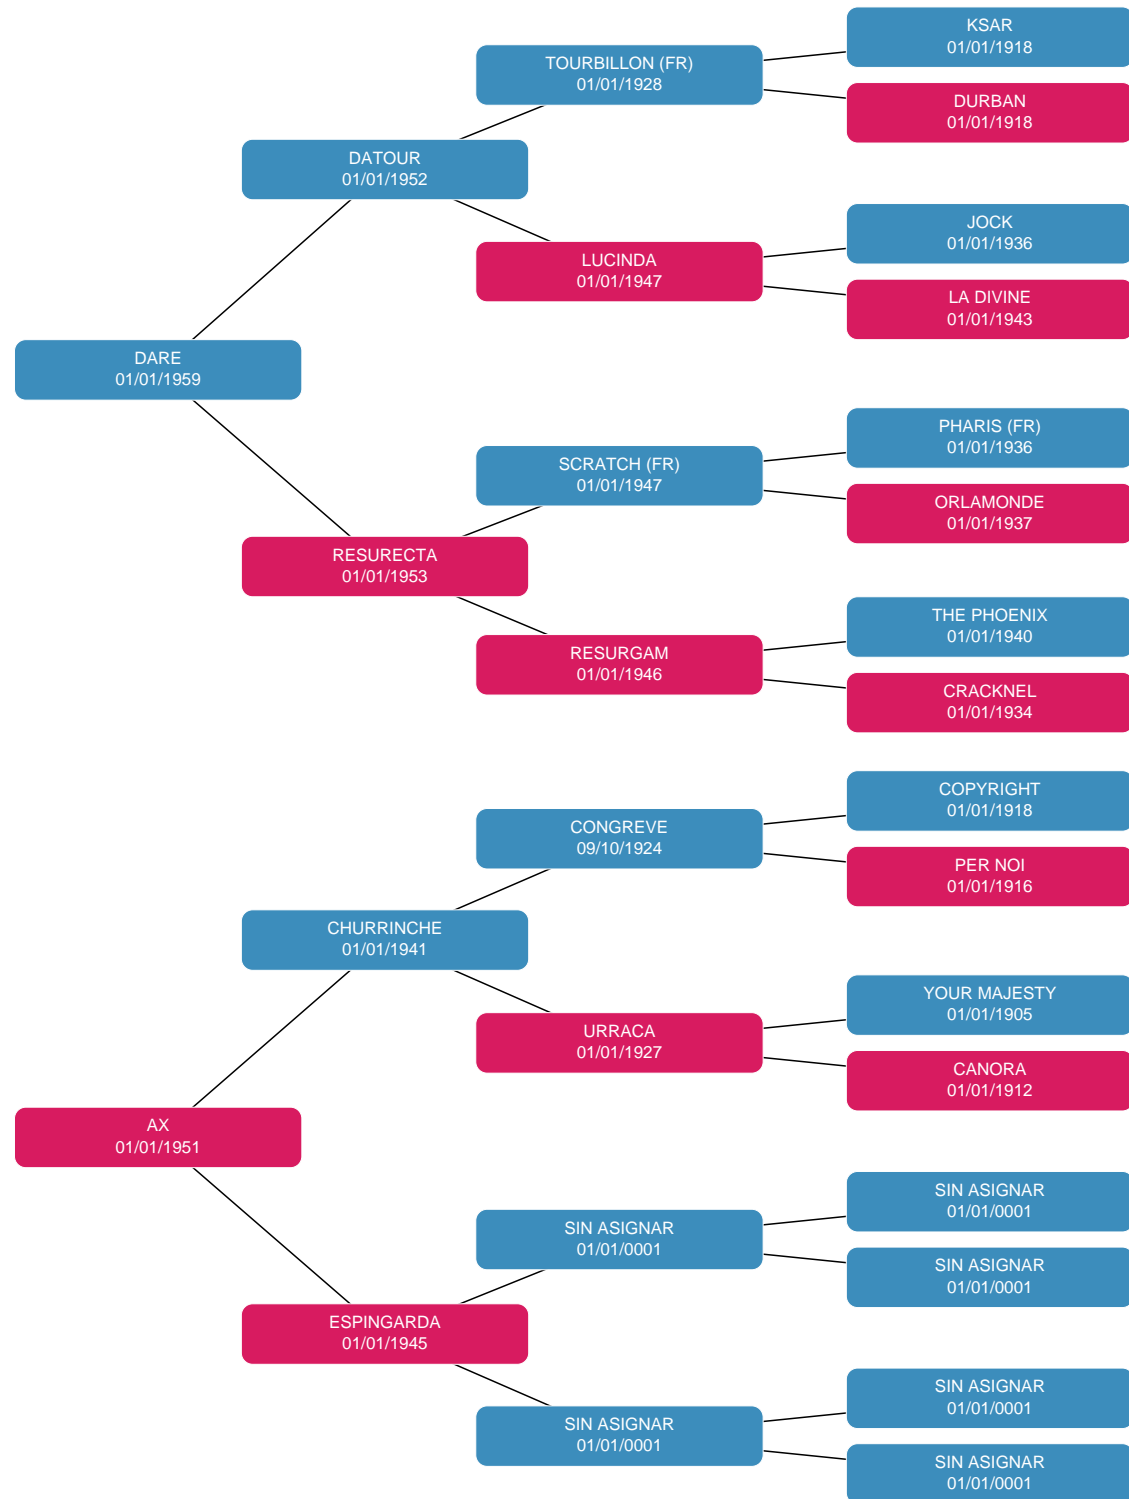 KSAR
01/01/1918
TOURBILLON (FR)
01/01/1928
DURBAN
01/01/1918
DATOUR
01/01/1952
JOCK
01/01/1936
LUCINDA
01/01/1947
LA DIVINE
01/01/1943
DARE
01/01/1959
PHARIS (FR)
01/01/1936
SCRATCH (FR)
01/01/1947
ORLAMONDE
01/01/1937
RESURECTA
01/01/1953
THE PHOENIX
01/01/1940
RESURGAM
01/01/1946
CRACKNEL
01/01/1934
COPYRIGHT
01/01/1918
CONGREVE
09/10/1924
PER NOI
01/01/1916
CHURRINCHE
01/01/1941
YOUR MAJESTY
01/01/1905
URRACA
01/01/1927
CANORA
01/01/1912
AX
01/01/1951
SIN ASIGNAR
01/01/0001
SIN ASIGNAR
01/01/0001
SIN ASIGNAR
01/01/0001
ESPINGARDA
01/01/1945
SIN ASIGNAR
01/01/0001
SIN ASIGNAR
01/01/0001
SIN ASIGNAR
01/01/0001